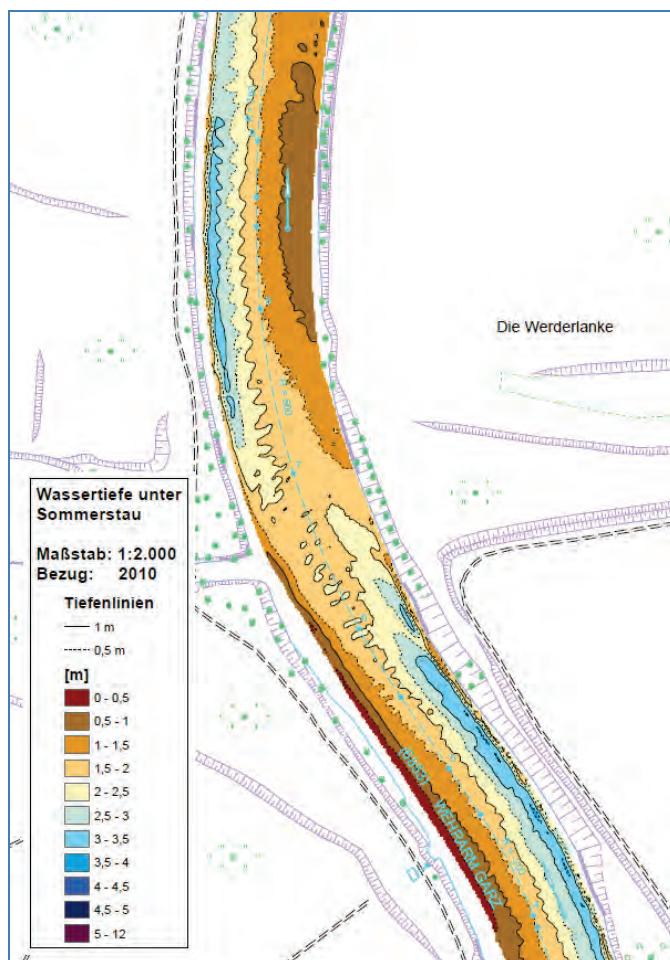 Die Werderlanke
Wassertiefe unter
Sommerstau
Maßstab: 1:2.000
Bezug: 2010
Tiefenlinien
1 m
0,5 m
[m]
0 - 0,5
0,5 - 1
1 - 1,5
1,5 - 2
2 - 2,5
2,5 - 3
3 - 3,5
3,5 - 4
4 - 4,5
4,5 - 5
5 - 12
WEHRARM GARZ